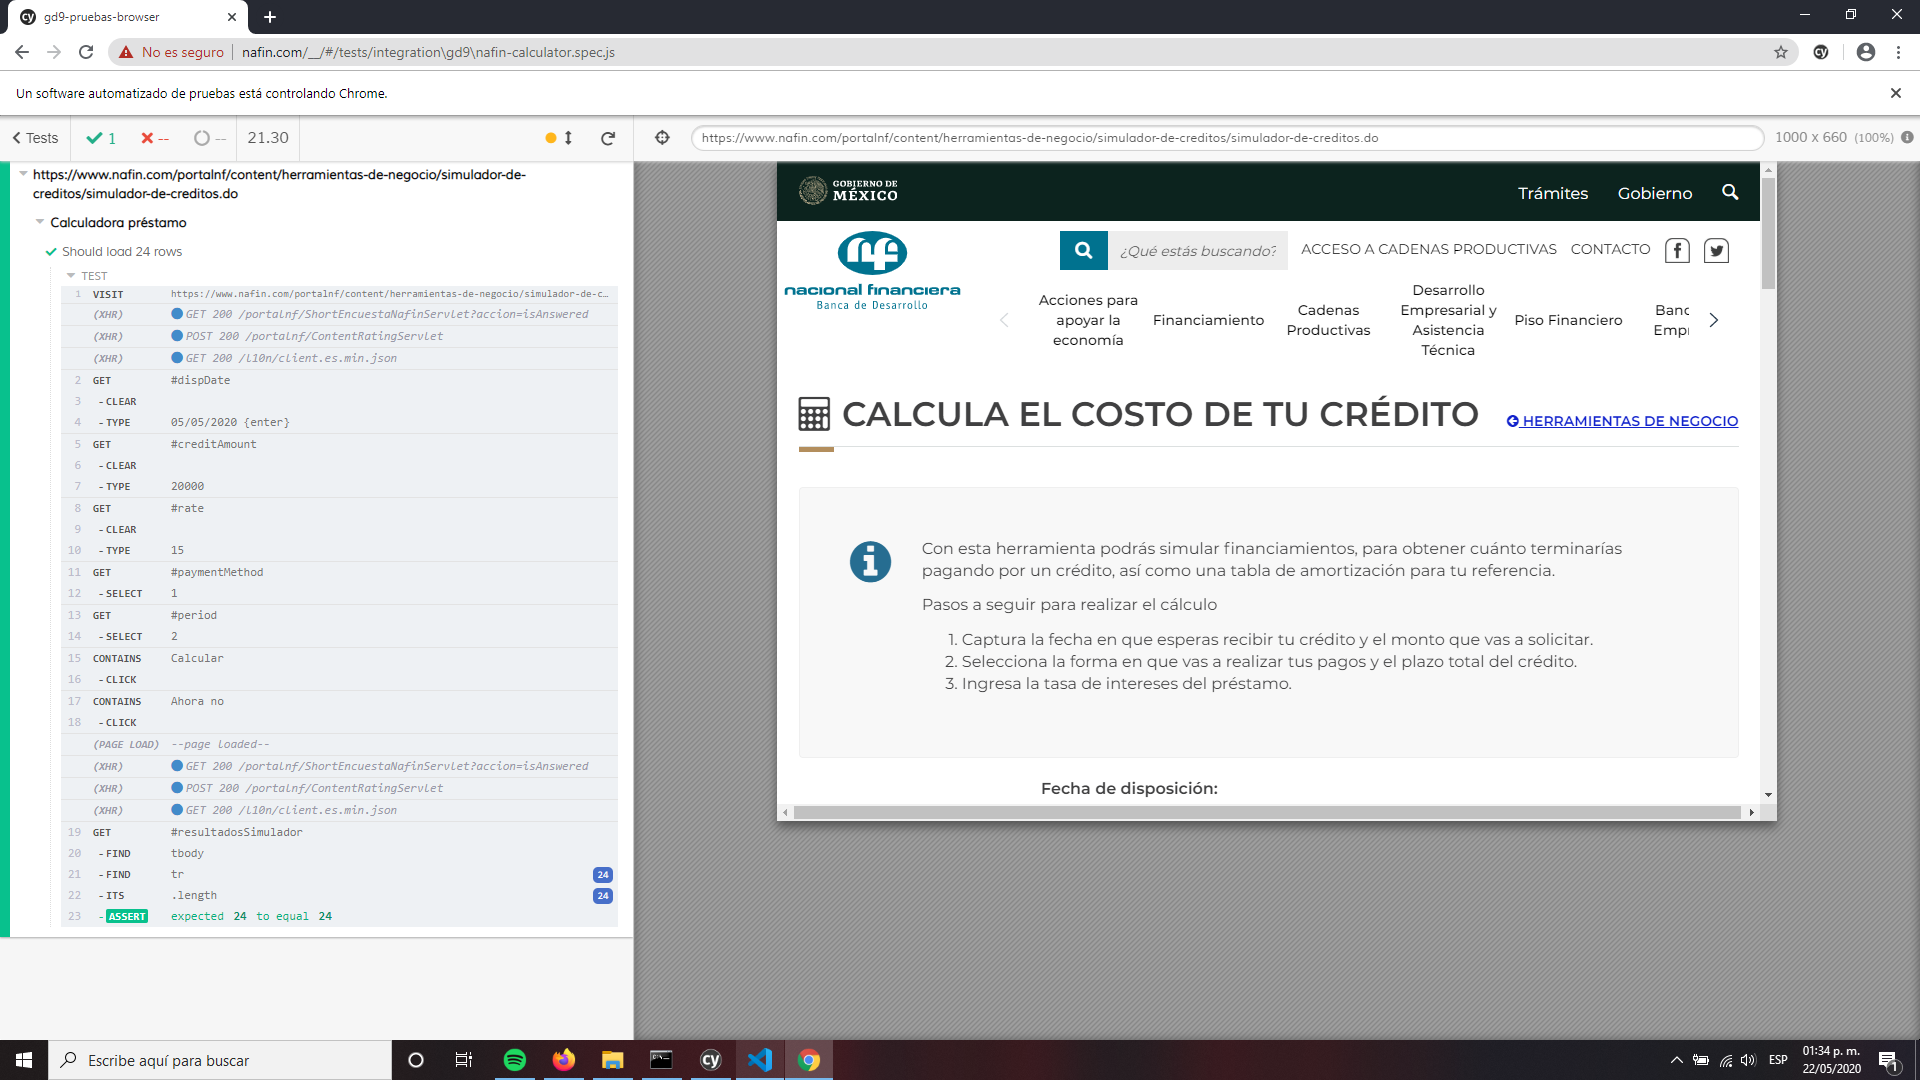 gd9-pruebas-browser
No es seguro
nafin.com/__/#/tests/integration\gd9\nafin-calculator.spec.js
Un software automatizado de pruebas está controlando Chrome.
Tests
1
--
--
21.30
https://www.nafin.com/portalnf/content/herramientas-de-negocio/simulador-de-creditos/simulador-de-creditos.do
1000 x 660 (100%)
https://www.nafin.com/portalnf/content/herramientas-de-negocio/simulador-de-
creditos/simulador-de-creditos.do
Calculadora préstamo
Should load 24 rows
TEST
1 VISIT https://www.nafin.com/portalnf/content/herramientas-de-negocio/simulador-de-c...
(XHR) GET 200 /portalnf/ShortEncuestaNafinServlet?accion=isAnswered
(XHR) POST 200 /portalnf/ContentRatingServlet
(XHR) GET 200 /l10n/client.es.min.json
2 GET #dispDate
3 - CLEAR
4 - TYPE 05/05/2020 {enter}
5 GET #creditAmount
6 - CLEAR
7 - TYPE 20000
8 GET #rate
9 - CLEAR
10 - TYPE 15
11 GET #paymentMethod
12 - SELECT 1
13 GET #period
14 - SELECT 2
15 CONTAINS Calcular
16 - CLICK
17 CONTAINS Ahora no
18 - CLICK
(PAGE LOAD) --page loaded--
(XHR) GET 200 /portalnf/ShortEncuestaNafinServlet?accion=isAnswered
(XHR) POST 200 /portalnf/ContentRatingServlet
(XHR) GET 200 /l10n/client.es.min.json
19 GET #resultadosSimulador
20 - FIND tbody
21 - FIND tr 24
22 - ITS .length 24
23 - ASSERT expected 24 to equal 24
GOBIERNO DE
MÉXICO
Trámites
Gobierno
nf
nacional financiera
Banca de Desarrollo
¿Qué estás buscando?
ACCESO A CADENAS PRODUCTIVAS
CONTACTO
Acciones para
apoyar la
economía
Financiamiento
Cadenas
Productivas
Desarrollo
Empresarial y
Asistencia
Técnica
Piso Financiero
Banc
Empr
CALCULA EL COSTO DE TU CRÉDITO
HERRAMIENTAS DE NEGOCIO
Con esta herramienta podrás simular financiamientos, para obtener cuánto terminarías
pagando por un crédito, así como una tabla de amortización para tu referencia.
Pasos a seguir para realizar el cálculo
1. Captura la fecha en que esperas recibir tu crédito y el monto que vas a solicitar.
2. Selecciona la forma en que vas a realizar tus pagos y el plazo total del crédito.
3. Ingresa la tasa de intereses del préstamo.
Fecha de disposición:
Escribe aquí para buscar
ESP
01:34 p. m.
22/05/2020
1